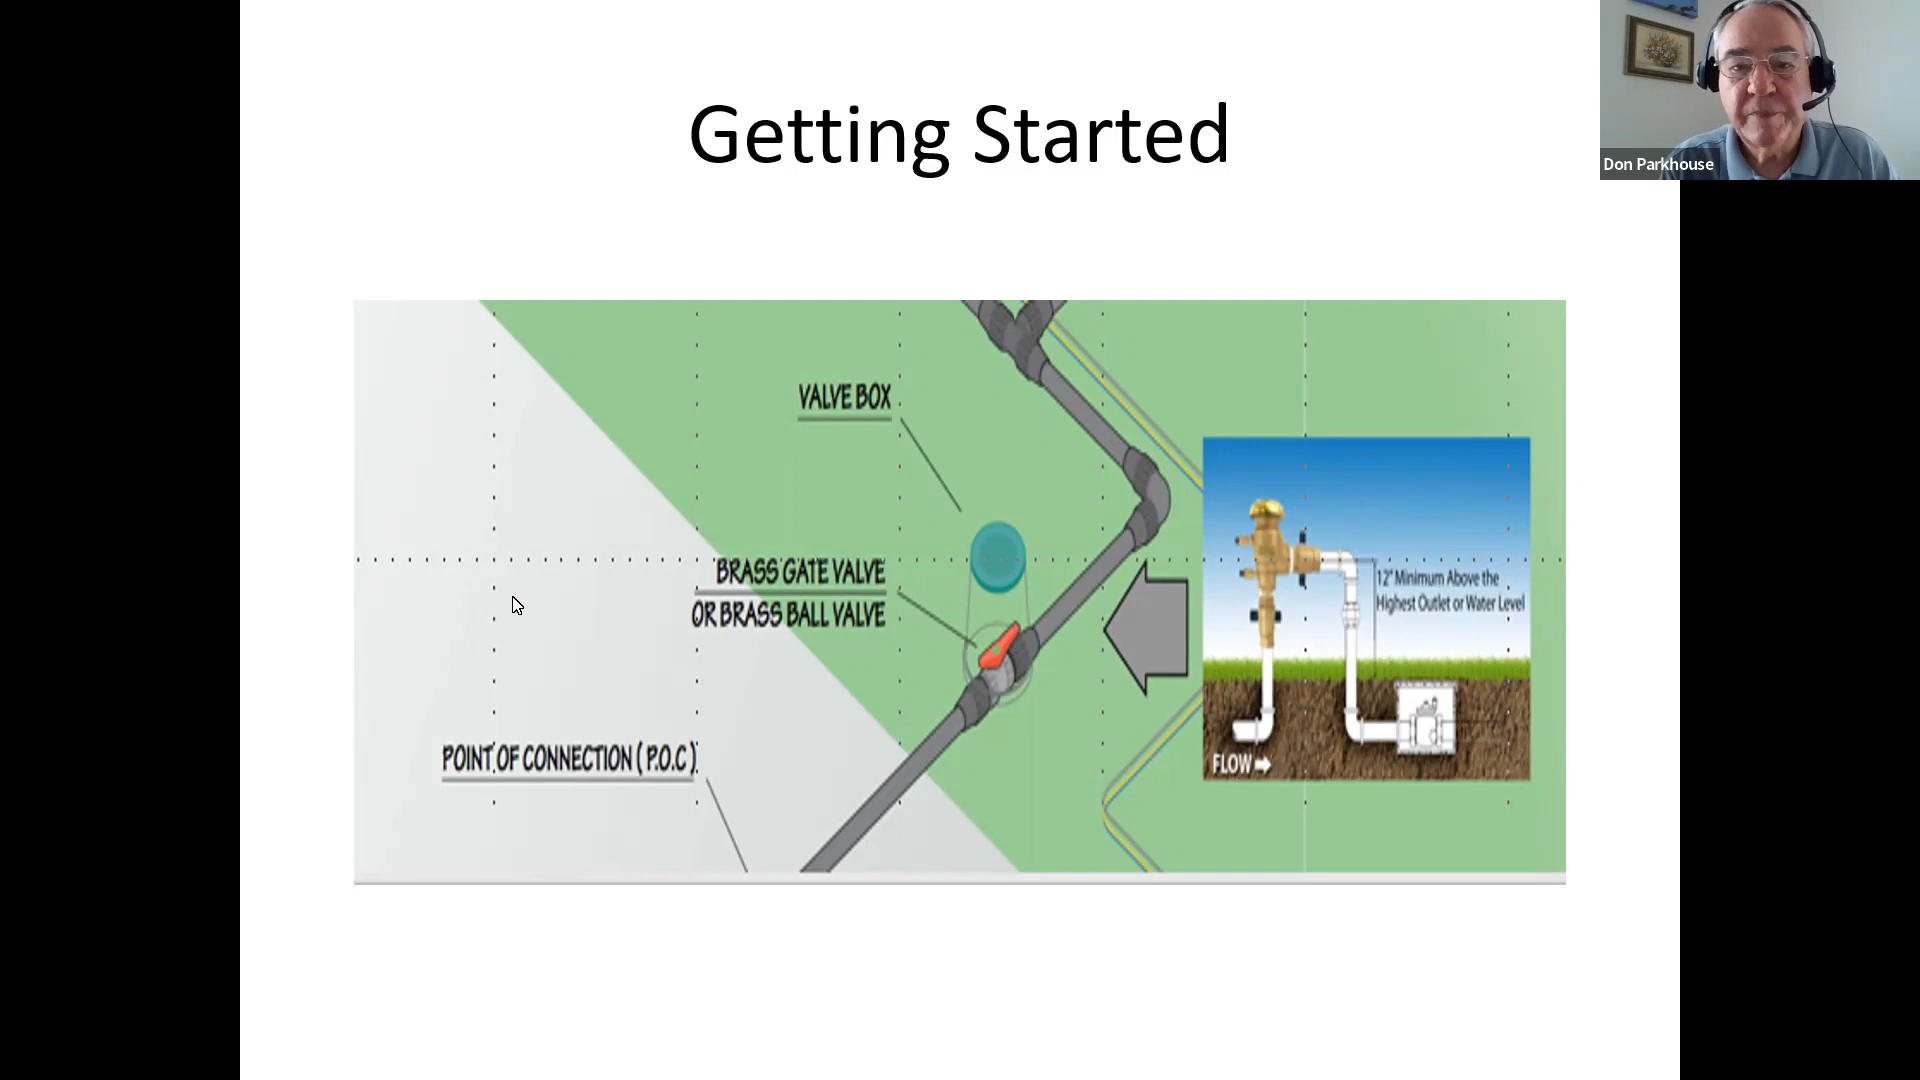 Getting Started
Don Parkhouse
VALVE BOX
BRASS GATE VALVE
OR BRASS BALL VALVE
12" Minimum Above the
Highest Outlet or Water Level
POINT OF CONNECTION ( P.O.C )
FLOW